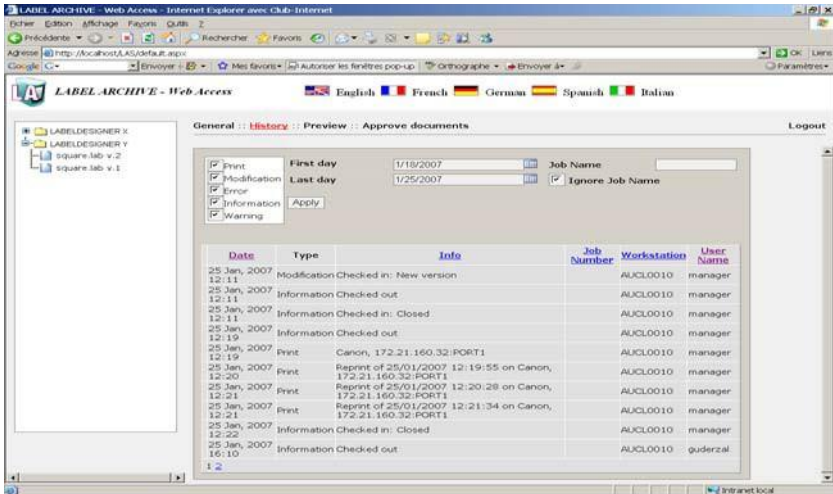 LABEL ARCHIVE - Web Access - Internet Explorer avec Club-Internet
Fichier Edition Affichage Favoris Outils ?
Précédente Rechercher Favoris
Adresse http://localhost/LAS/default.aspx OK Liens
Google Envoyer Mes favoris Autoriser les fenêtres pop-up Orthographe Envoyer à Paramètres
LA LABEL ARCHIVE - Web Access English French German Spanish Italian
General :: History :: Preview :: Approve documents Logout
LABELDESIGNER X
LABELDESIGNER Y
square.lab v.2
square.lab v.1
Print First day 1/18/2007 Job Name
Modification Last day 1/25/2007 Ignore Job Name
Error
Information Apply
Warning
Date Type Info Job Number Workstation User Name
25 Jan, 2007 12:11 Modification Checked in: New version AUCL0010 manager
25 Jan, 2007 12:11 Information Checked out AUCL0010 manager
25 Jan, 2007 12:11 Information Checked in: Closed AUCL0010 manager
25 Jan, 2007 12:19 Information Checked out AUCL0010 manager
25 Jan, 2007 12:19 Print Canon, 172.21.160.32:PORT1 AUCL0010 manager
25 Jan, 2007 12:20 Print Reprint of 25/01/2007 12:19:55 on Canon, 172.21.160.32:PORT1 AUCL0010 manager
25 Jan, 2007 12:21 Print Reprint of 25/01/2007 12:20:28 on Canon, 172.21.160.32:PORT1 AUCL0010 manager
25 Jan, 2007 12:21 Print Reprint of 25/01/2007 12:21:34 on Canon, 172.21.160.32:PORT1 AUCL0010 manager
25 Jan, 2007 12:22 Information Checked in: Closed AUCL0010 manager
25 Jan, 2007 16:10 Information Checked out AUCL0010 guderzal
1 2
Intranet local